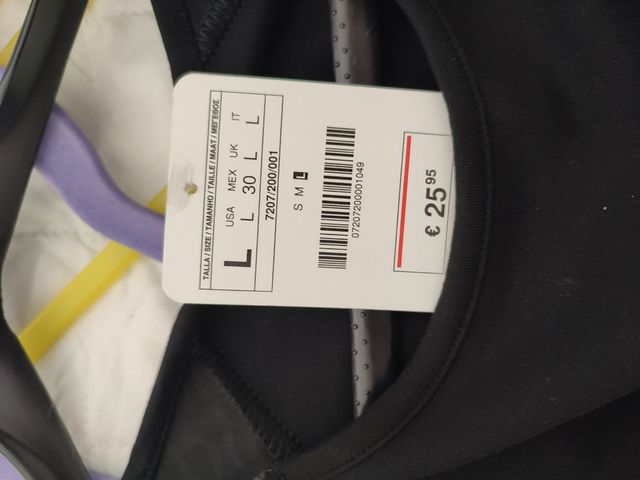 TALLA / SIZE / TAMANHO / TAILLE / MAAT / ΜΕΓΕΘΟΣ
L
USA MEX UK IT
L 30 L L
7207/200/001
S M L
07207200001049
€ 25 95